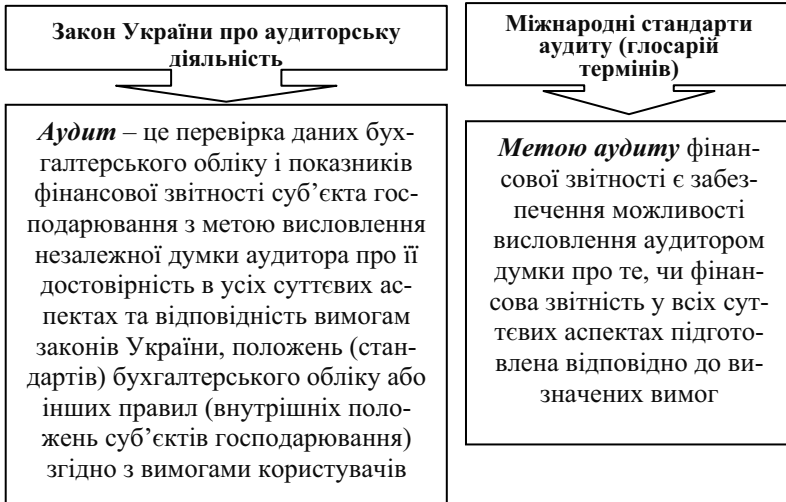 Закон України про аудиторську
діяльність
Аудит – це перевірка даних бух-
галтерського обліку і показників
фінансової звітності суб’єкта гос-
подарювання з метою висловлення
незалежної думки аудитора про її
достовірність в усіх суттєвих ас-
пектах та відповідність вимогам
законів України, положень (стан-
дартів) бухгалтерського обліку або
інших правил (внутрішніх поло-
жень суб’єктів господарювання)
згідно з вимогами користувачів
Міжнародні стандарти
аудиту (глосарій
термінів)
Метою аудиту фінан-
сової звітності є забез-
печення можливості
висловлення аудитором
думки про те, чи фінан-
сова звітність у всіх сут-
тєвих аспектах підгото-
влена відповідно до ви-
значених вимог